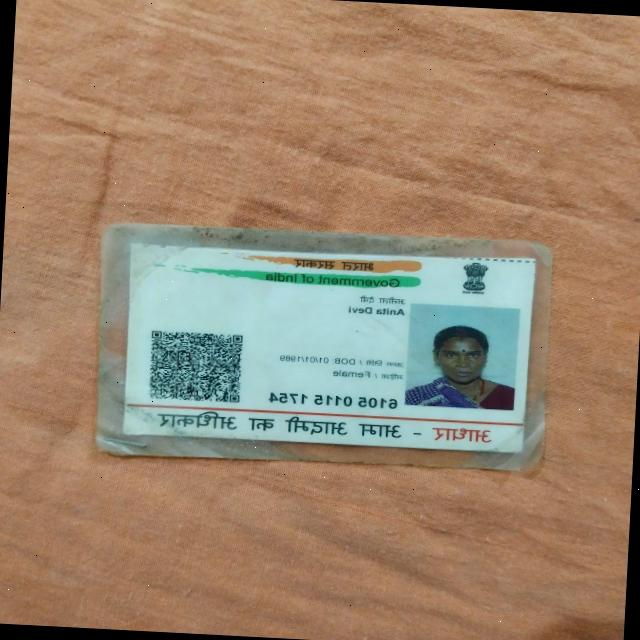 भारत सरकार
Government of India
अनीता देवी
Anita Devi
जन्म तिथि / DOB: 01/01/1989
महिला / Female
6105 0115 1754
आधार - आम आदमी का अधिकार